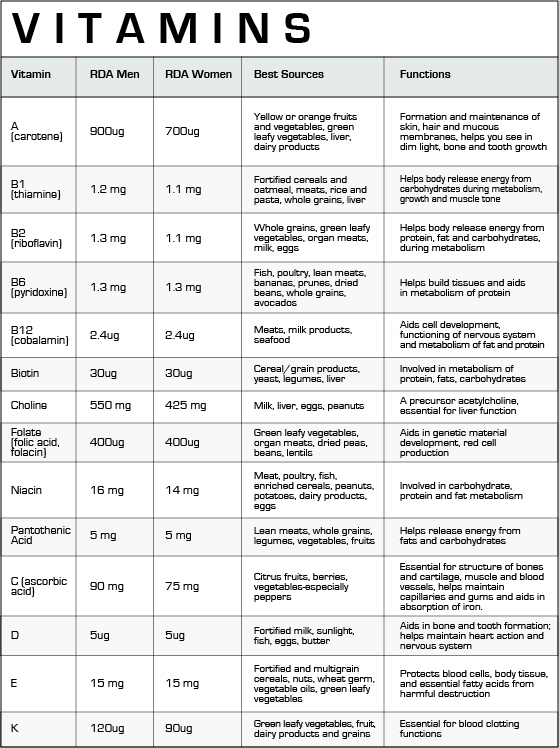 VITAMINS
Vitamin RDA Men RDA Women Best Sources Functions
A
(carotene)
900ug
700ug
Yellow or orange fruits
and vegetables, green
leafy vegetables, liver,
dairy products
Formation and maintenance of
skin, hair and mucous
membranes, helps you see in
dim light, bone and tooth growth
B1
(thiamine)
1.2 mg
1.1 mg
Fortified cereals and
oatmeal, meats, rice and
pasta, whole grains, liver
Helps body release energy from
carbohydrates during metabolism,
growth and muscle tone
B2
(riboflavin)
1.3 mg
1.1 mg
Whole grains, green leafy
vegetables, organ meats,
milk, eggs
Helps body release energy from
protein, fat and carbohydrates,
during metabolism
B6
(pyridoxine)
1.3 mg
1.3 mg
Fish, poultry, lean meats,
bananas, prunes, dried
beans, whole grains,
avocados
Helps build tissues and aids
in metabolism of protein
B12
(cobalamin)
2.4ug
2.4ug
Meats, milk products,
seafood
Aids cell development,
functioning of nervous system
and metabolism of fat and protein
Biotin
30ug
30ug
Cereal/grain products,
yeast, legumes, liver
Involved in metabolism of
protein, fats, carbohydrates
Choline
550 mg
425 mg
Milk, liver, eggs, peanuts
A precursor acetylcholine,
essential for liver function
Folate
(folic acid,
folacin)
400ug
400ug
Green leafy vegetables,
organ meats, dried peas,
beans, lentils
Aids in genetic material
development, red cell
production
Niacin
16 mg
14 mg
Meat, poultry, fish,
enriched cereals, peanuts,
potatoes, dairy products,
eggs
Involved in carbohydrate,
protein and fat metabolism
Pantothenic
Acid
5 mg
5 mg
Lean meats, whole grains,
legumes, vegetables, fruits
Helps release energy from
fats and carbohydrates
C (ascorbic
acid)
90 mg
75 mg
Citrus fruits, berries,
vegetables-especially
peppers
Essential for structure of bones
and cartilage, muscle and blood
vessels, helps maintain
capillaries and gums and aids in
absorption of iron.
D
5ug
5ug
Fortified milk, sunlight,
fish, eggs, butter
Aids in bone and tooth formation;
helps maintain heart action and
nervous system
E
15 mg
15 mg
Fortified and multigrain
cereals, nuts, wheat germ,
vegetable oils, green leafy
vegetables
Protects blood cells, body tissue,
and essential fatty acids from
harmful destruction
K
120ug
90ug
Green leafy vegetables, fruit,
dairy products and grains
Essential for blood clotting
functions